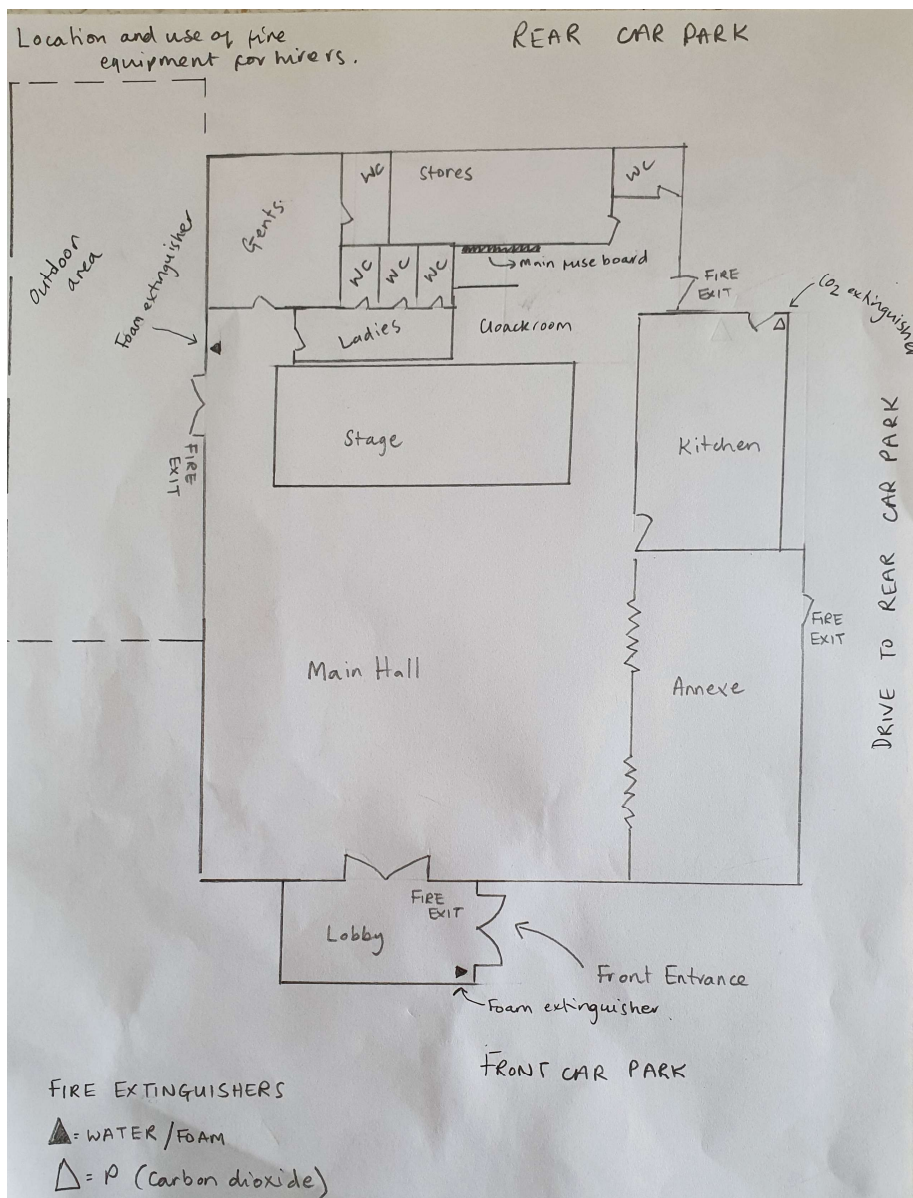 Location and use of fire
equipment for hirers.
REAR CAR PARK
WC
Stores
WC
Gents
Outdoor
area
Foam extinguisher
WC
WC
WC
Main fuse board
FIRE
EXIT
CO2 extinguisher
Ladies
Cloackroom
Stage
Kitchen
FIRE
EXIT
DRIVE TO REAR CAR PARK
FIRE
EXIT
Main Hall
Annexe
FIRE
EXIT
Lobby
Front Entrance
Foam extinguisher.
FRONT CAR PARK
FIRE EXTINGUISHERS
= WATER / FOAM
= P (carbon dioxide)